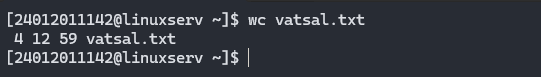 [24012011142@linuxserv ~]$ wc vatsal.txt
 4 12 59 vatsal.txt
[24012011142@linuxserv ~]$